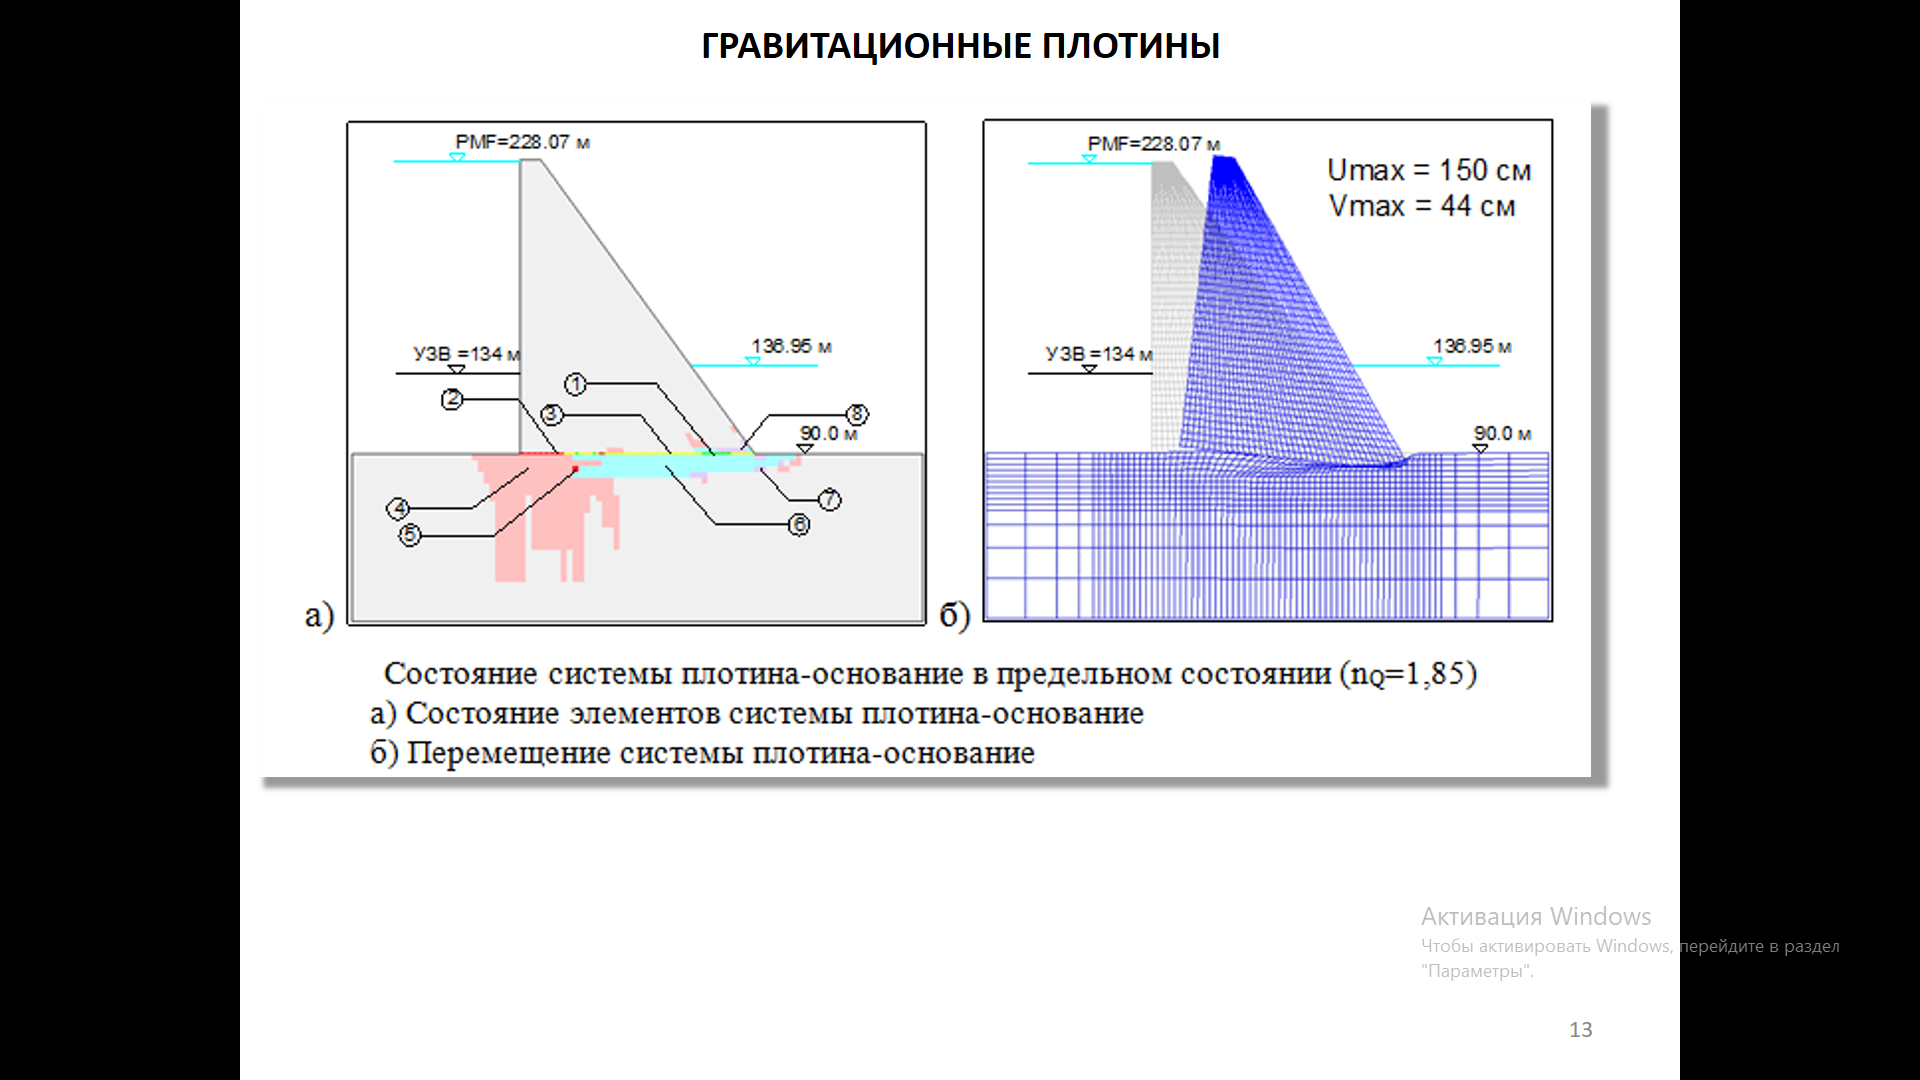 ГРАВИТАЦИОННЫЕ ПЛОТИНЫ
PMF=228.07 м
УЗВ =134 м
136.95 м
1
2
3
8
90.0 м
4
5
7
6
а)
PMF=228.07 м
Umax = 150 см
Vmax = 44 см
УЗВ =134 м
136.95 м
90.0 м
б)
Состояние системы плотина-основание в предельном состоянии (nQ=1,85)
а) Состояние элементов системы плотина-основание
б) Перемещение системы плотина-основание
Активация Windows
Чтобы активировать Windows, перейдите в раздел
"Параметры".
13